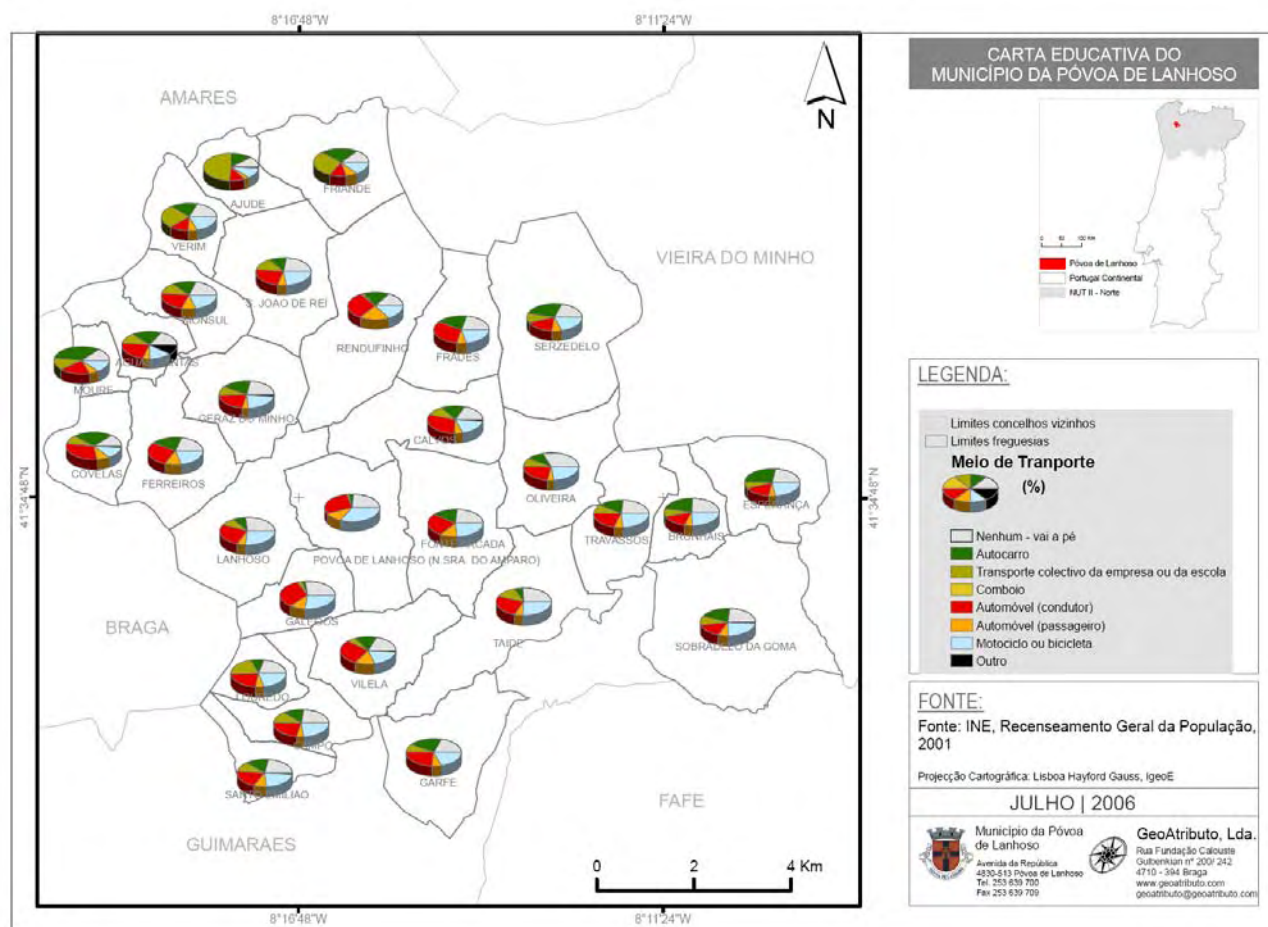 8°16'48"W
8°11'24"W
AMARES
N
AJUDE
FRIANDE
VERIM
VIEIRA DO MINHO
S. JOAO DE REI
MONSUL
RENDUFINHO
FRADES
SERZEDELO
MOURE
GERAZ DO MINHO
CALVOS
COVELAS
FERREIROS
OLIVEIRA
ESPERANÇA
41°34'48"N
41°34'48"N
LANHOSO
POVOA DE LANHOSO (N.SRA. DO AMPARO)
TRAVASSOS
BRUNHAIS
GALEGOS
BRAGA
TAIDE
SOBRADELO DA GOMA
VILELA
LOUREDO
CAMPO
GARFE
SANTO EMILIAO
FAFE
GUIMARAES
0 2 4 Km
8°16'48"W
8°11'24"W
CARTA EDUCATIVA DO
MUNICÍPIO DA PÓVOA DE LANHOSO
0 50 100 Km
Póvoa de Lanhoso
Portugal Continental
NUT II - Norte
LEGENDA:
Limites concelhos vizinhos
Limites freguesias
Meio de Tranporte
(%)
Nenhum - vai a pé
Autocarro
Transporte colectivo da empresa ou da escola
Comboio
Automóvel (condutor)
Automóvel (passageiro)
Motociclo ou bicicleta
Outro
FONTE:
Fonte: INE, Recenseamento Geral da População,
2001
Projecção Cartográfica: Lisboa Hayford Gauss, IgeoE
JULHO | 2006
Município da Póvoa
de Lanhoso
Avenida da República
4830-513 Póvoa de Lanhoso
Tel. 253 639 700
Fax 253 639 709
GeoAtributo, Lda.
Rua Fundação Calouste
Gulbenkian nº 200/ 242
4710 - 394 Braga
www.geoatributo.com
geoatributo@geoatributo.com